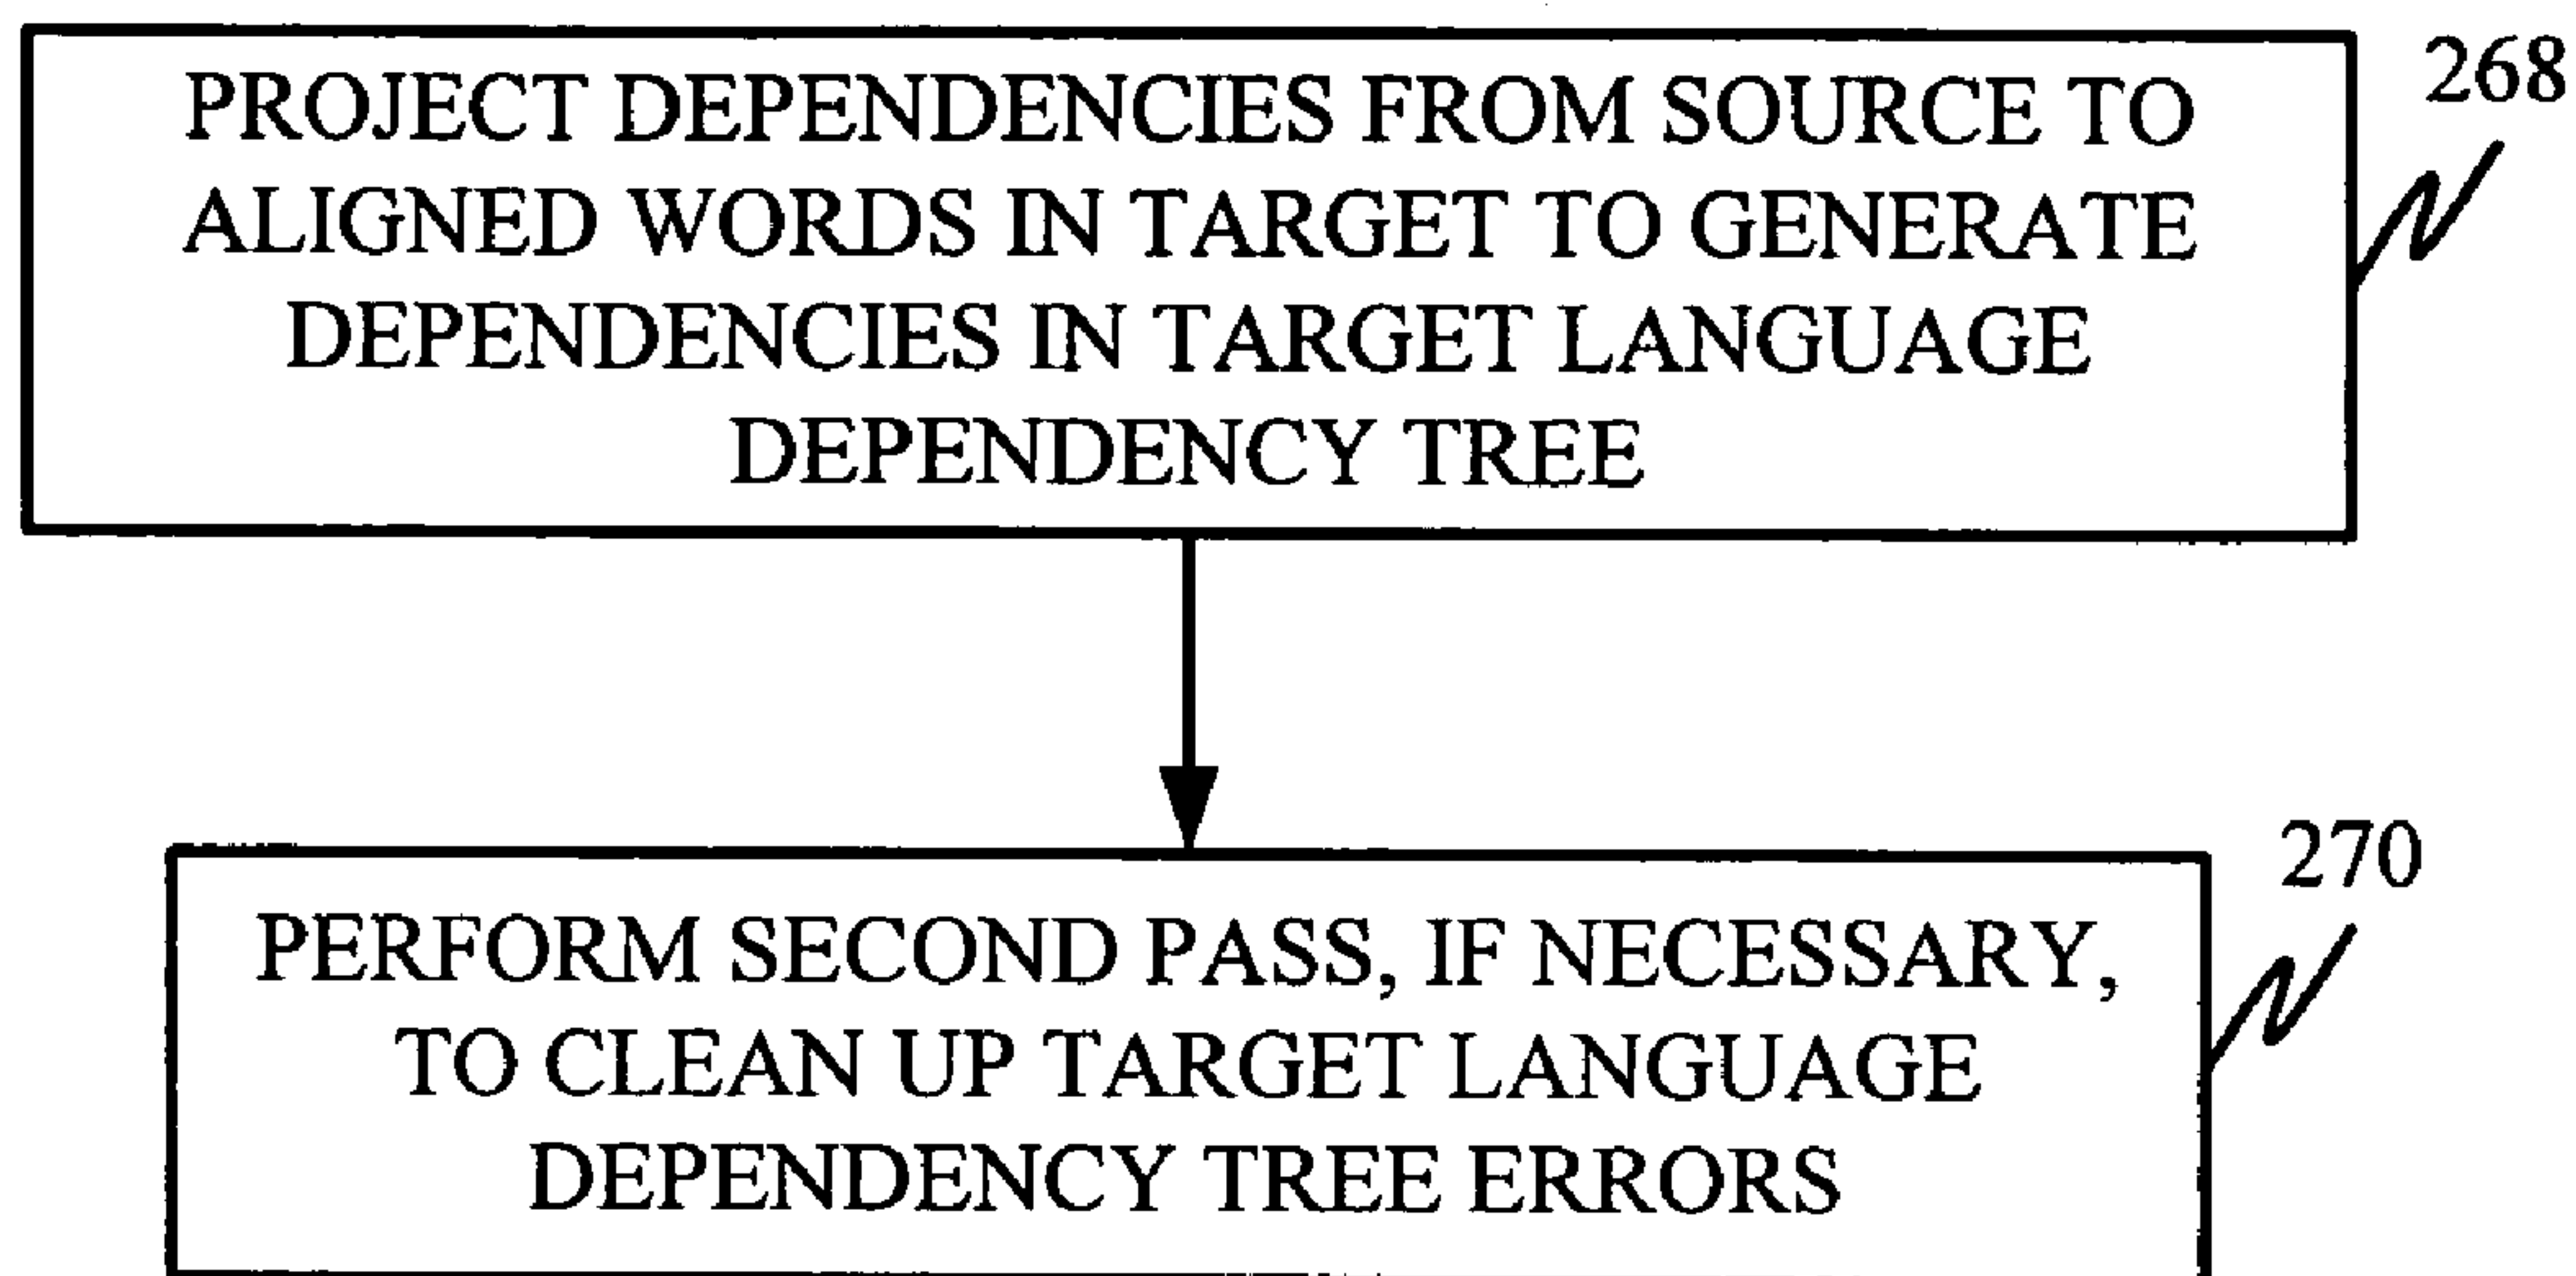 PROJECT DEPENDENCIES FROM SOURCE TO
ALIGNED WORDS IN TARGET TO GENERATE
DEPENDENCIES IN TARGET LANGUAGE
DEPENDENCY TREE
268
PERFORM SECOND PASS, IF NECESSARY,
TO CLEAN UP TARGET LANGUAGE
DEPENDENCY TREE ERRORS
270